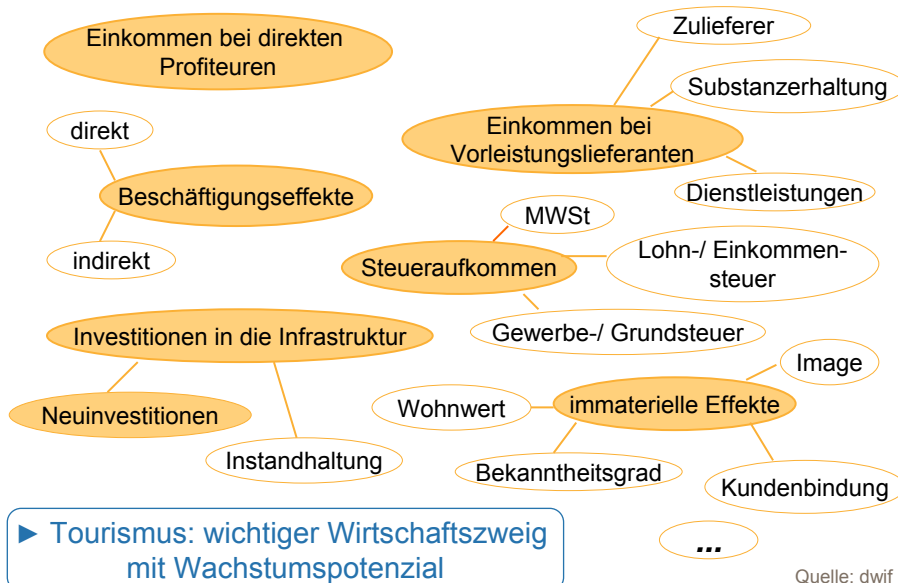 Einkommen bei direkten
Profiteuren
Zulieferer
Substanzerhaltung
Einkommen bei
Vorleistungslieferanten
Dienstleistungen
direkt
Beschäftigungseffekte
indirekt
MWSt
Steueraufkommen
Lohn-/ Einkommen-
steuer
Gewerbe-/ Grundsteuer
Investitionen in die Infrastruktur
Neuinvestitionen
Instandhaltung
Image
Wohnwert
immaterielle Effekte
Bekanntheitsgrad
Kundenbindung
...
► Tourismus: wichtiger Wirtschaftszweig
mit Wachstumspotenzial
Quelle: dwif